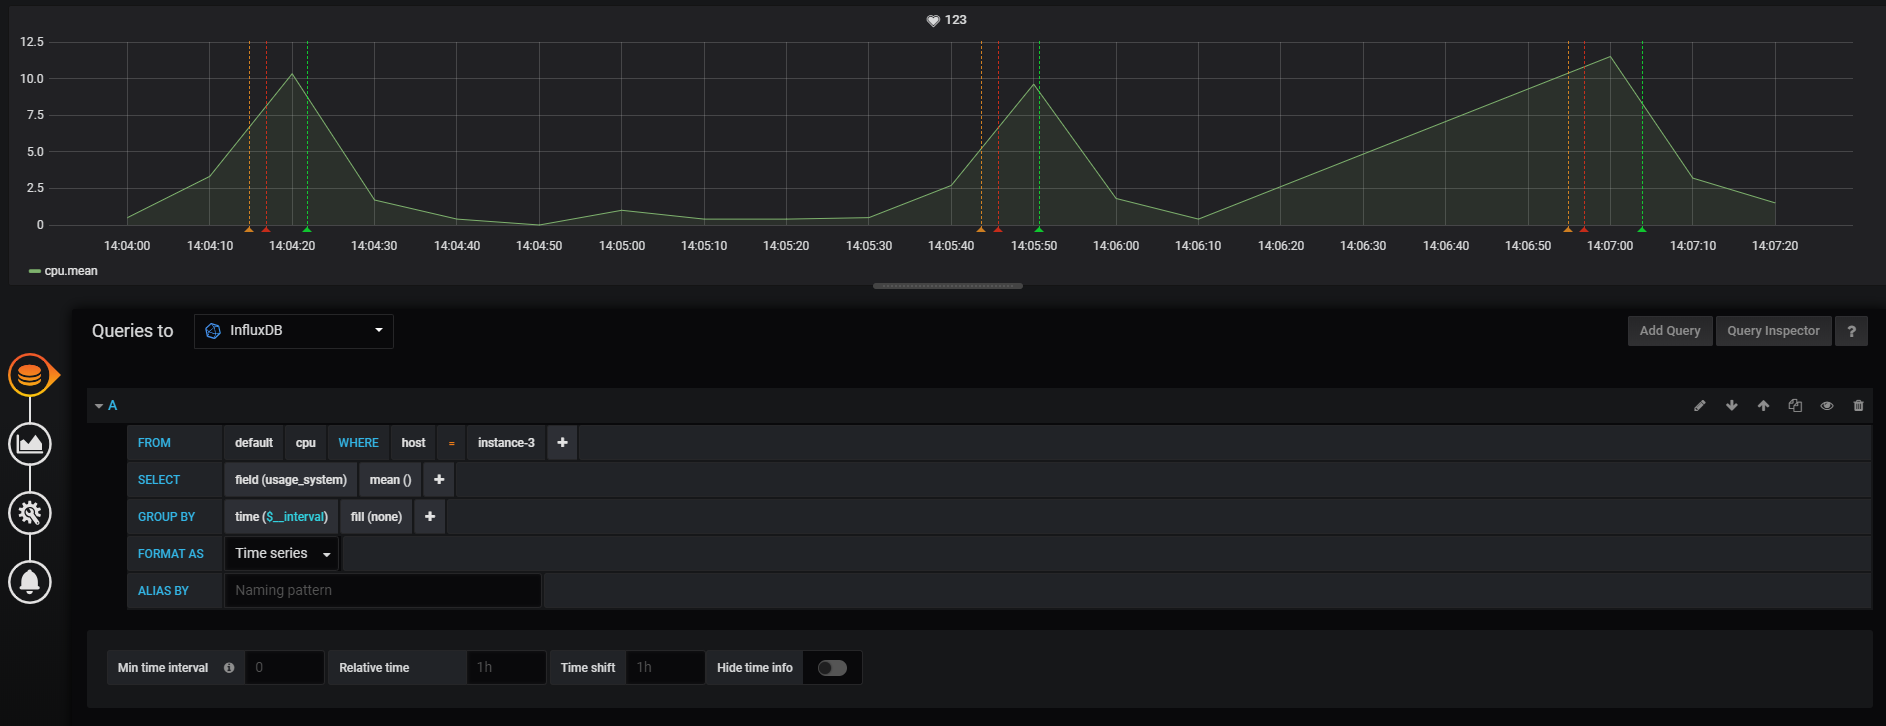 123
12.5
10.0
7.5
5.0
2.5
0
14:04:00 14:04:10 14:04:20 14:04:30 14:04:40 14:04:50 14:05:00 14:05:10 14:05:20 14:05:30 14:05:40 14:05:50 14:06:00 14:06:10 14:06:20 14:06:30 14:06:40 14:06:50 14:07:00 14:07:10 14:07:20
cpu.mean
Queries to InfluxDB Add Query Query Inspector ?
A
FROM default cpu WHERE host = instance-3 +
SELECT field (usage_system) mean () +
GROUP BY time ($__interval) fill (none) +
FORMAT AS Time series
ALIAS BY Naming pattern
Min time interval 0 Relative time 1h Time shift 1h Hide time info